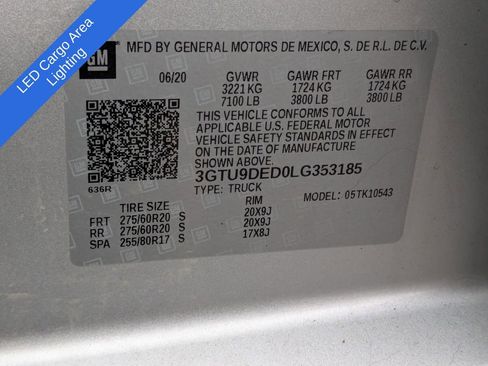 LED Cargo Area
Lighting
GM
MFD BY GENERAL MOTORS DE MEXICO, S. DE R.L. DE C.V.
06/20 GVWR GAWR FRT GAWR RR
3221 KG 1724 KG 1724 KG
7100 LB 3800 LB 3800 LB
THIS VEHICLE CONFORMS TO ALL
APPLICABLE U.S. FEDERAL MOTOR
VEHICLE SAFETY STANDARDS IN EFFECT
ON THE DATE OF MANUFACTURE
SHOWN ABOVE.
3GTU9DED0LG353185
636R
TYPE: TRUCK MODEL: 05TK10543
TIRE SIZE RIM
FRT 275/60R20 S 20X9J
RR 275/60R20 S 20X9J
SPA 255/80R17 S 17X8J